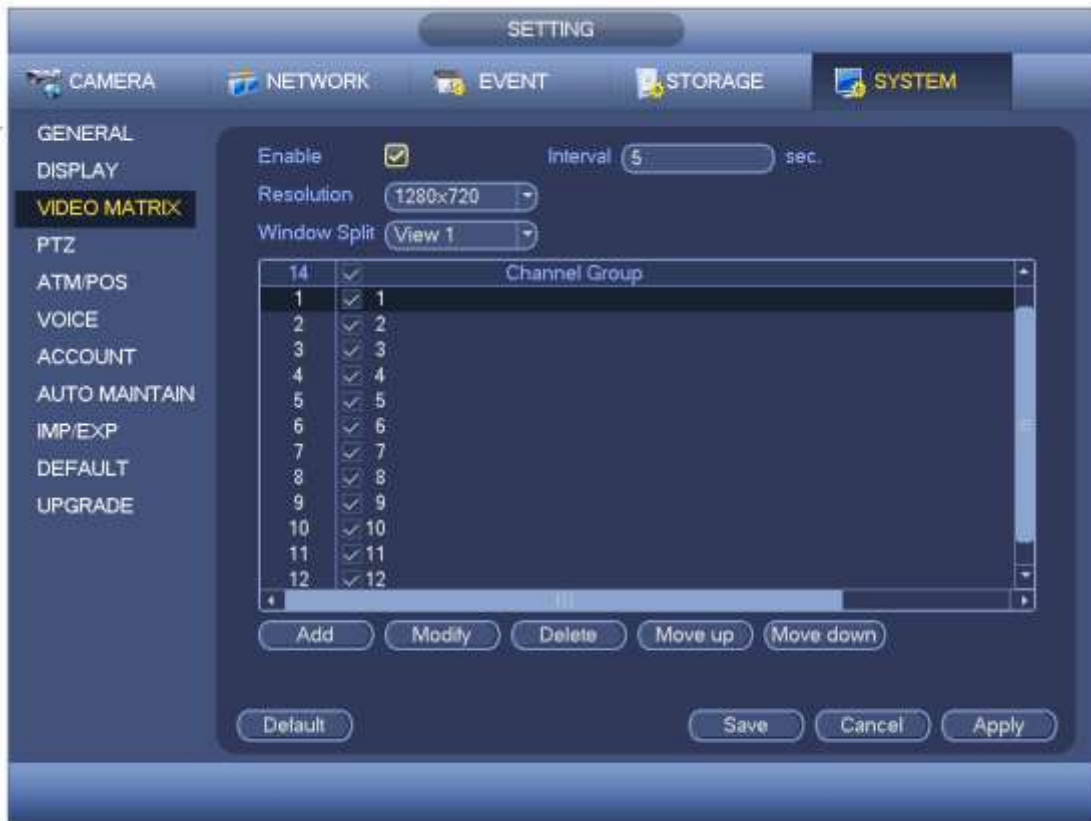 SETTING
CAMERA NETWORK EVENT STORAGE SYSTEM
GENERAL
DISPLAY
VIDEO MATRIX
PTZ
ATM/POS
VOICE
ACCOUNT
AUTO MAINTAIN
IMP/EXP
DEFAULT
UPGRADE
Enable Interval 5 sec.
Resolution 1280x720
Window Split View 1
14 Channel Group
1 1
2 2
3 3
4 4
5 5
6 6
7 7
8 8
9 9
10 10
11 11
12 12
Add Modify Delete Move up Move down
Default Save Cancel Apply